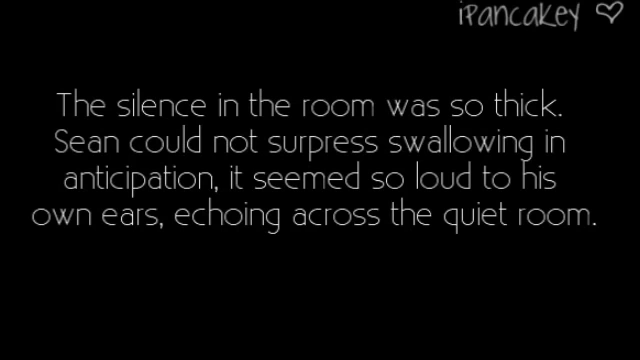 iPancakey ♡
The silence in the room was so thick.
Sean could not surpress swallowing in
anticipation, it seemed so loud to his
own ears, echoing across the quiet room.